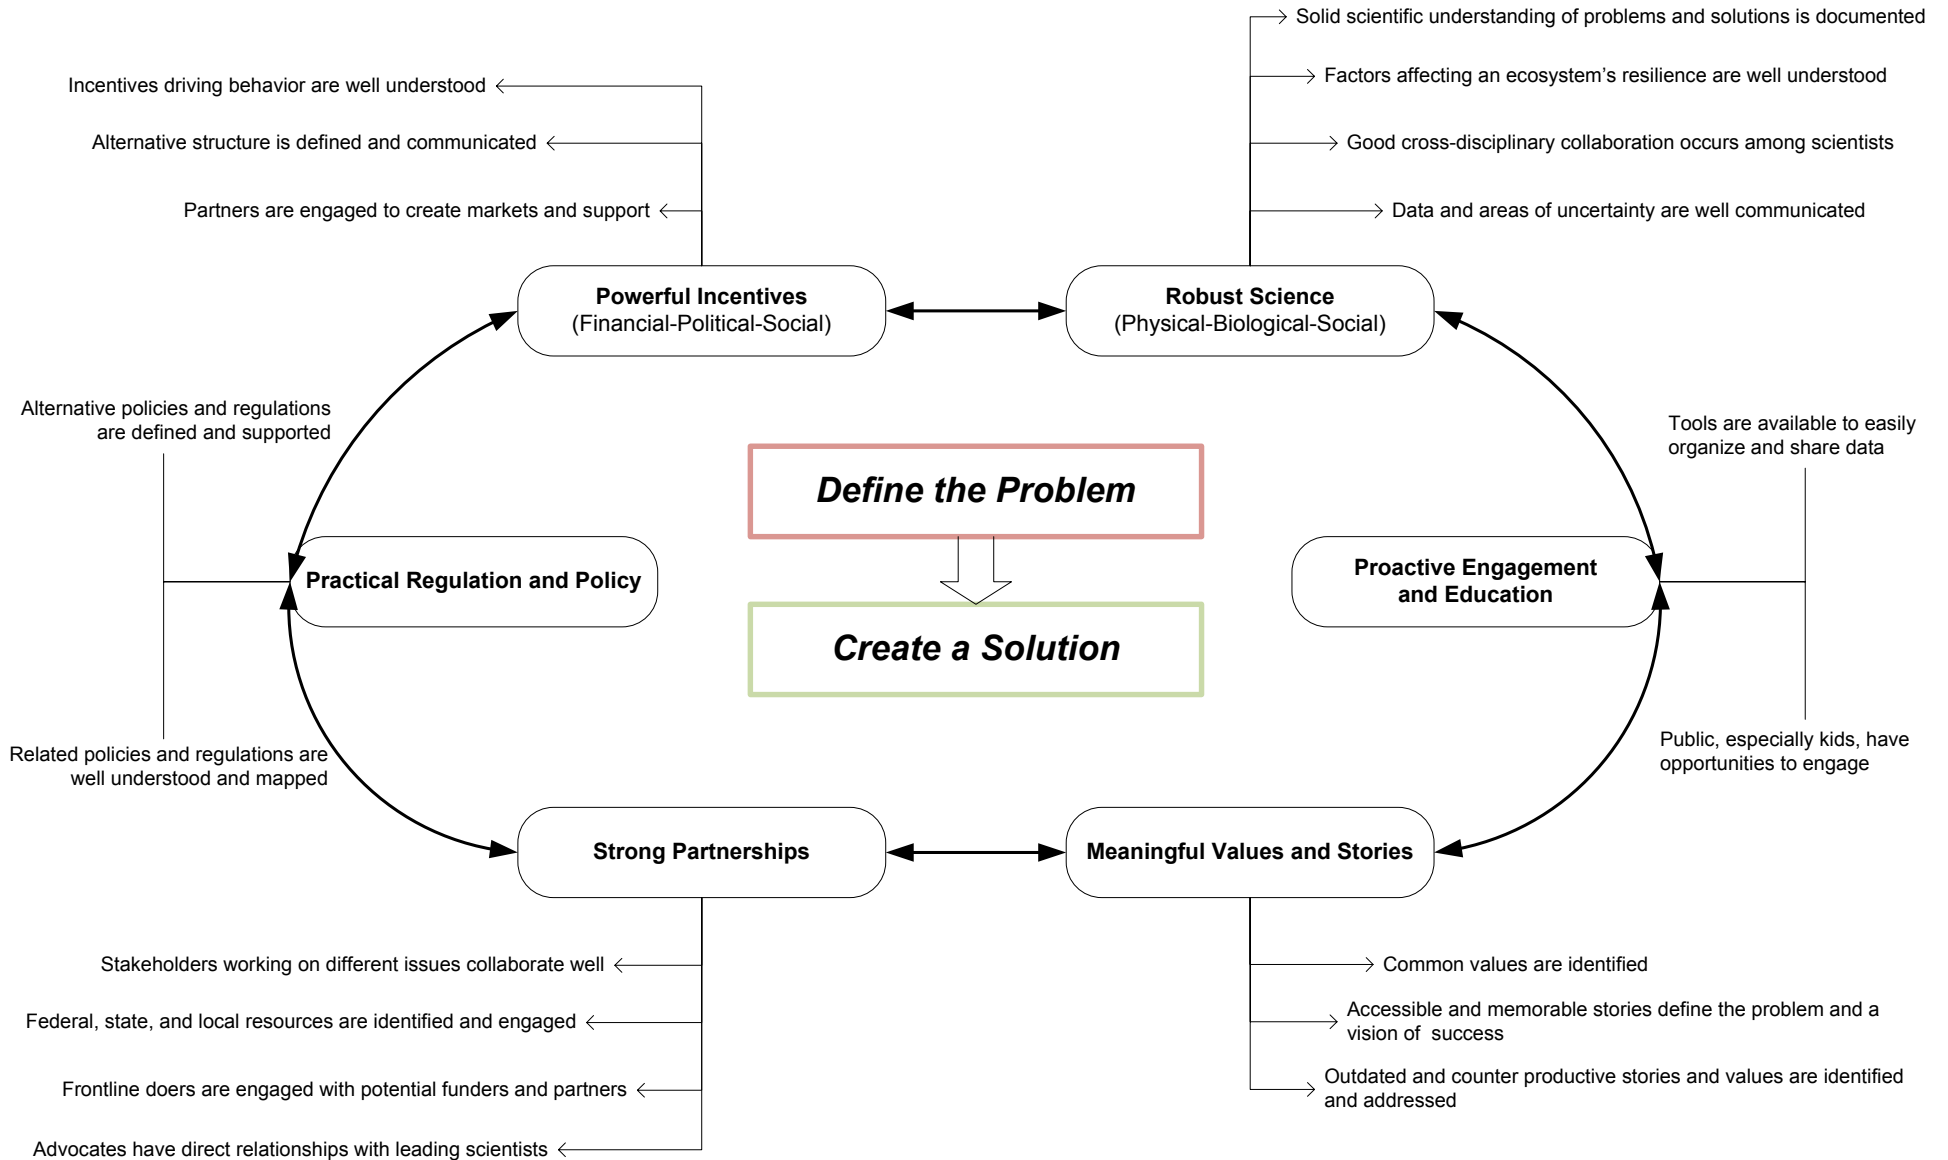 Solid scientific understanding of problems and solutions is documented
Factors affecting an ecosystem's resilience are well understood
Good cross-disciplinary collaboration occurs among scientists
Data and areas of uncertainty are well communicated
Incentives driving behavior are well understood
Alternative structure is defined and communicated
Partners are engaged to create markets and support
Powerful Incentives
(Financial-Political-Social)
Robust Science
(Physical-Biological-Social)
Alternative policies and regulations
are defined and supported
Tools are available to easily
organize and share data
Define the Problem
Practical Regulation and Policy
Proactive Engagement
and Education
Create a Solution
Related policies and regulations are
well understood and mapped
Public, especially kids, have
opportunities to engage
Strong Partnerships
Meaningful Values and Stories
Stakeholders working on different issues collaborate well
Federal, state, and local resources are identified and engaged
Frontline doers are engaged with potential funders and partners
Advocates have direct relationships with leading scientists
Common values are identified
Accessible and memorable stories define the problem and a
vision of  success
Outdated and counter productive stories and values are identified
and addressed